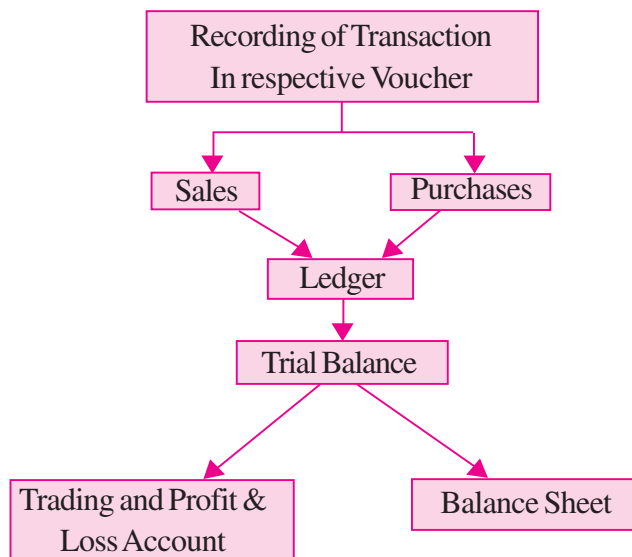 Recording of Transaction
In respective Voucher
Sales
Purchases
Ledger
Trial Balance
Trading and Profit &
Loss Account
Balance Sheet